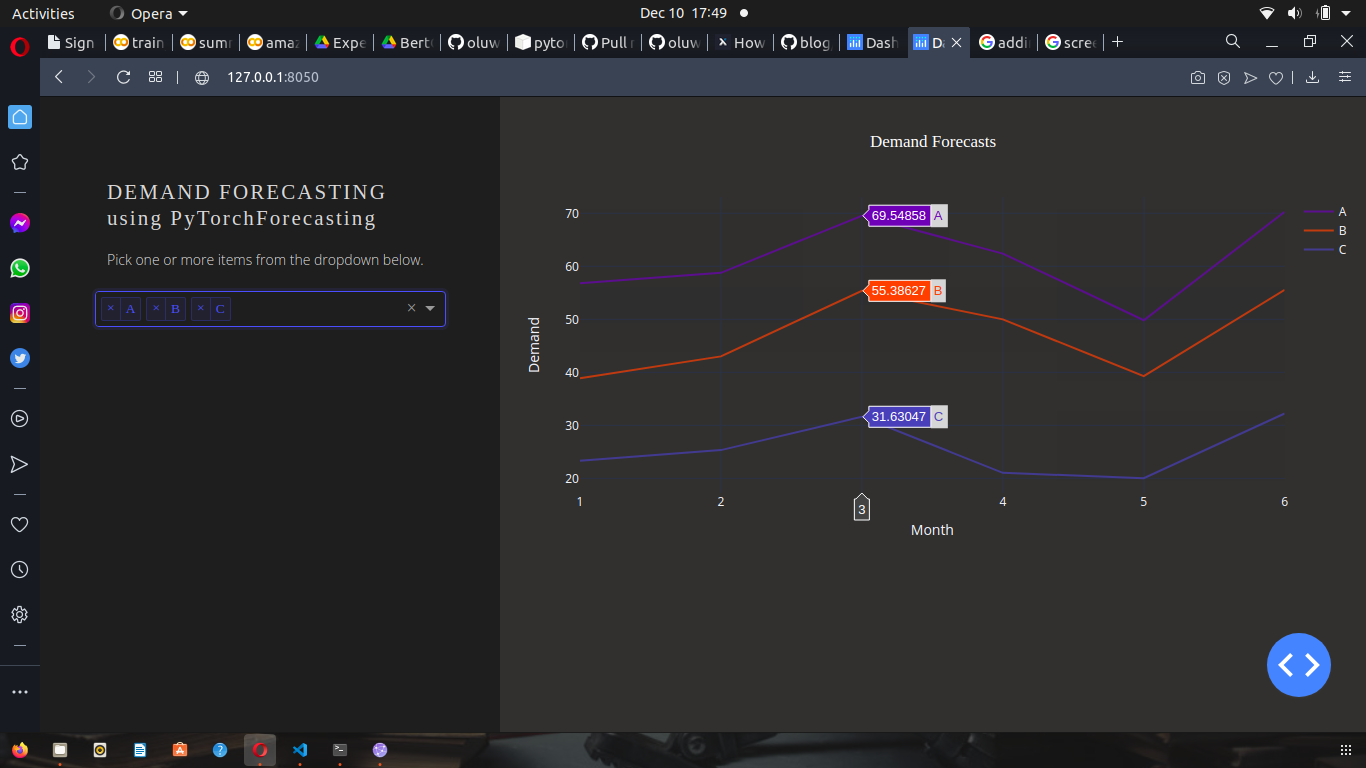 Activities
Opera
Dec 10 17:49
Sign
train
sum
ama
Expe
Bert
oluw
pyto
Pull r
oluw
How
blog
Dash
Da
addi
scree
127.0.0.1:8050
DEMAND FORECASTING
using PyTorchForecasting
Pick one or more items from the dropdown below.
× A × B × C ×
Demand Forecasts
Demand
70
60
50
40
30
20
69.54858 A
55.38627 B
31.63047 C
1 2 3 4 5 6
Month
A
B
C